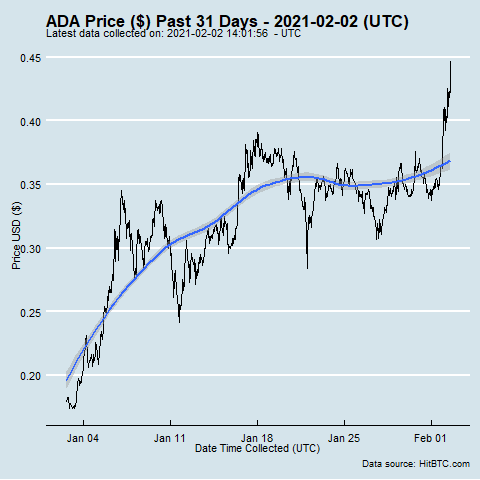 ADA Price ($) Past 31 Days - 2021-02-02 (UTC)
Latest data collected on: 2021-02-02 14:01:56 - UTC
0.45
0.40
0.35
0.30
0.25
0.20
Price USD ($)
Jan 04 Jan 11 Jan 18 Jan 25 Feb 01
Date Time Collected (UTC)
Data source: HitBTC.com